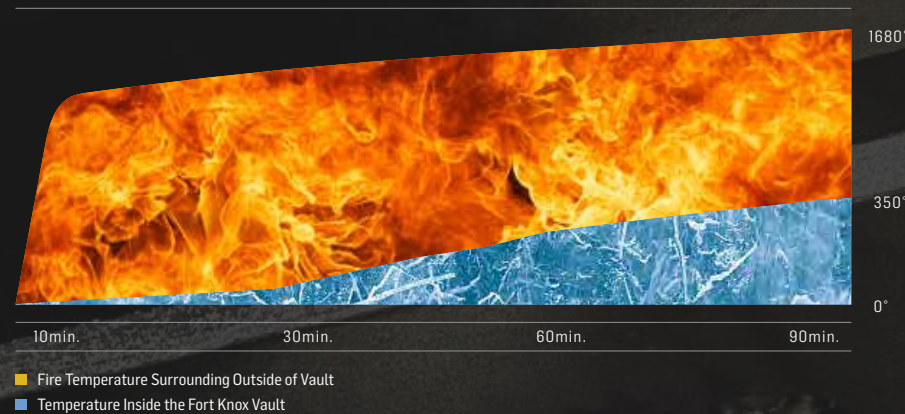 1680°
350°
0°
10min. 30min. 60min. 90min.
Fire Temperature Surrounding Outside of Vault
Temperature Inside the Fort Knox Vault